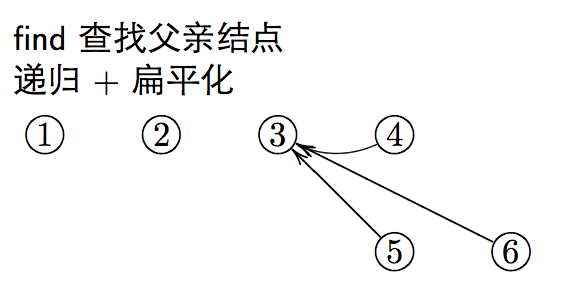 find 查找父亲结点
递归 + 扁平化
① ② ③ ④
⑤ ⑥